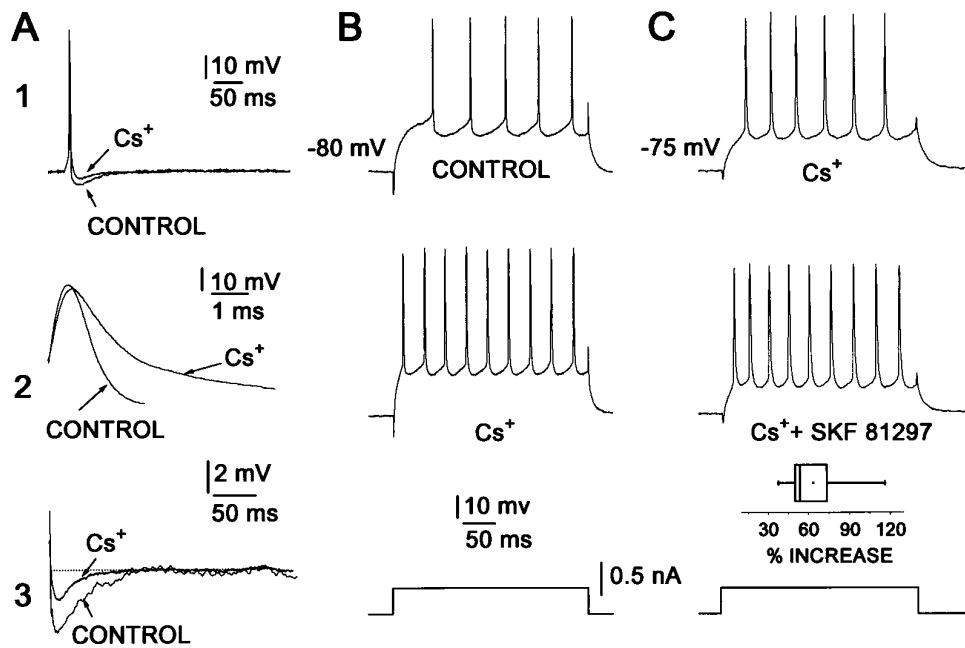 A
B
C
1
10 mV
50 ms
Cs+
CONTROL
-80 mV
CONTROL
-75 mV
Cs+
2
10 mV
1 ms
Cs+
CONTROL
Cs+
Cs+ + SKF 81297
3
2 mV
50 ms
Cs+
CONTROL
10 mv
50 ms
0.5 nA
30 60 90 120
% INCREASE